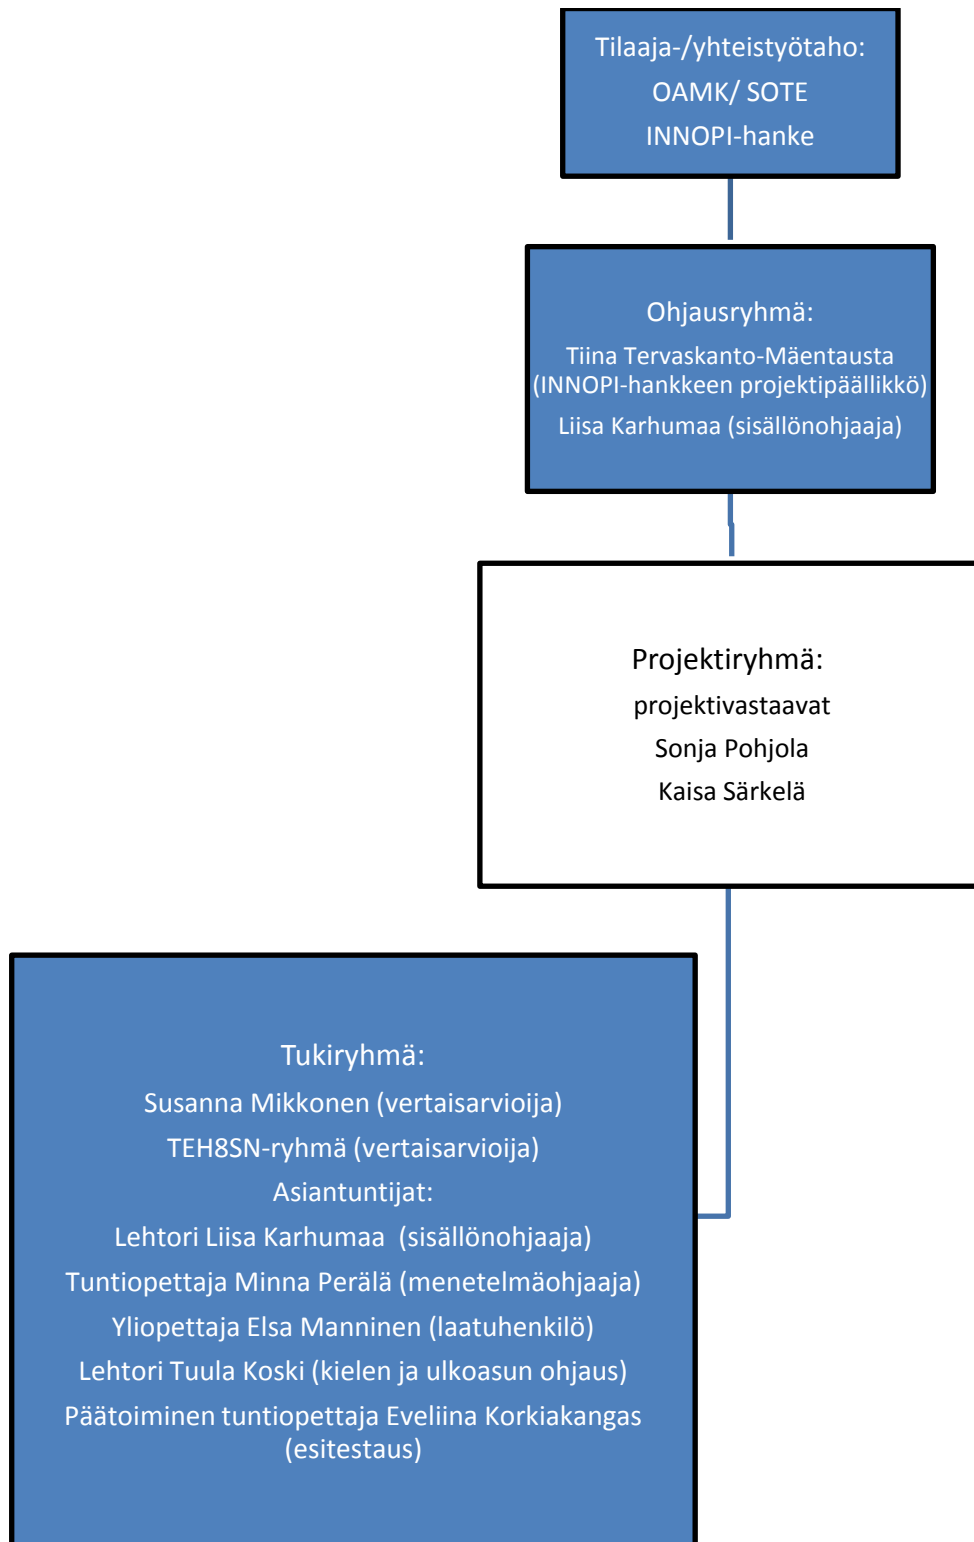 Tilaaja-/yhteistyötaho:
OAMK/ SOTE
INNOPI-hanke
Ohjausryhmä:
Tiina Tervaskanto-Mäentausta
(INNOPI-hankkeen projektipäällikkö)
Liisa Karhumaa (sisällönohjaaja)
Projektiryhmä:
projektivastaavat
Sonja Pohjola
Kaisa Särkelä
Tukiryhmä:
Susanna Mikkonen (vertaisarvioija)
TEH8SN-ryhmä (vertaisarvioija)
Asiantuntijat:
Lehtori Liisa Karhumaa  (sisällönohjaaja)
Tuntiopettaja Minna Perälä (menetelmäohjaaja)
Yliopettaja Elsa Manninen (laatuhenkilö)
Lehtori Tuula Koski (kielen ja ulkoasun ohjaus)
Päätoiminen tuntiopettaja Eveliina Korkiakangas
(esitestaus)